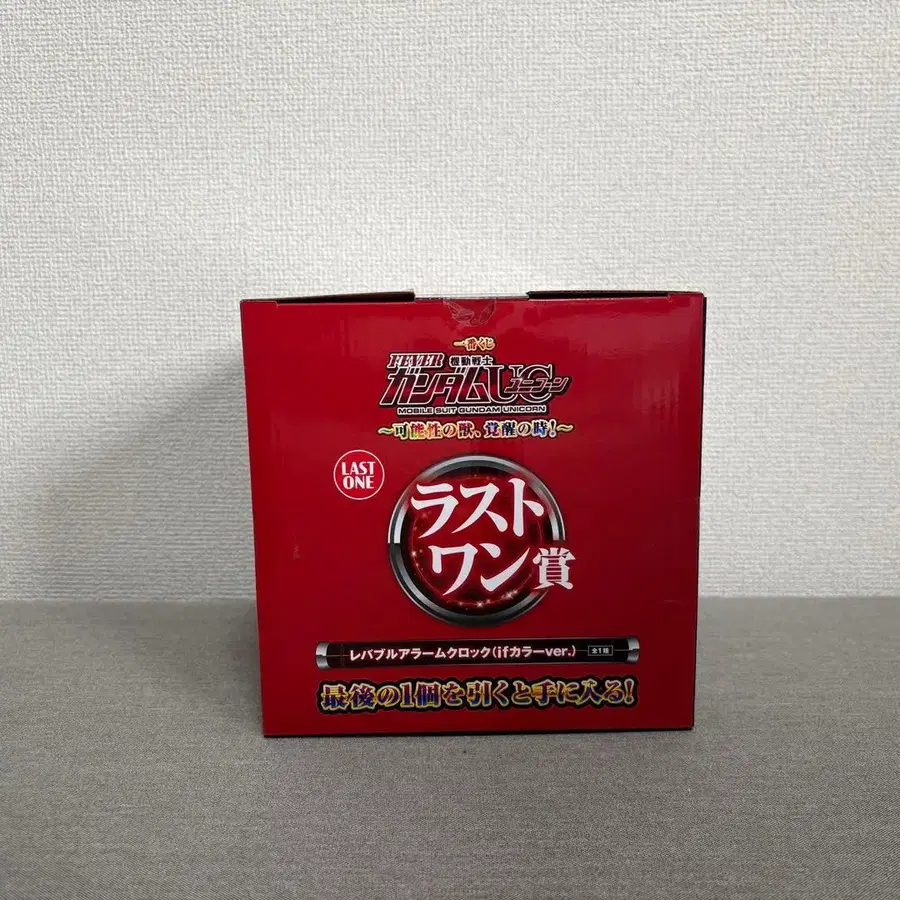 一番くじ
FEVER 機動戦士
ガンダムUC ユニコーン
MOBILE SUIT GUNDAM UNICORN
～可能性の獣、覚醒の時！～
LAST
ONE
ラスト
ワン賞
レバブルアラームクロック(ifカラーver.) 全1種
最後の1個を引くと手に入る！